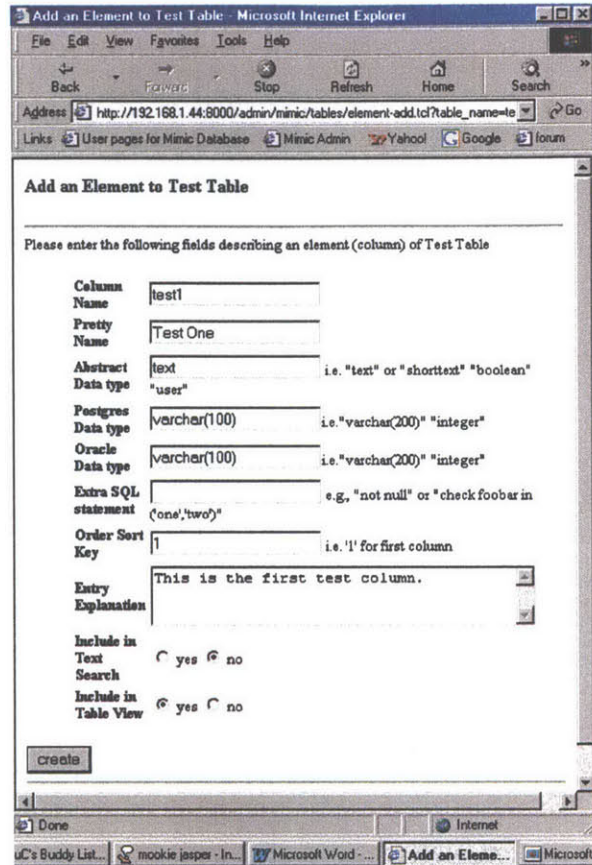 Add an Element to Test Table - Microsoft Internet Explorer
File Edit View Favorites Tools Help
Back Forward Stop Refresh Home Search »
Address http://192.168.1.44:8000/admin/mimic/tables/element-add.tcl?table_name=te Go
Links User pages for Mimic Database Mimic Admin Yahoo! Google forum
Add an Element to Test Table
Please enter the following fields describing an element (column) of Test Table
Column
Name test1
Pretty
Name Test One
Abstract
Data type text i.e. "text" or "shorttext" "boolean"
"user"
Postgres
Data type varchar(100) i.e."varchar(200)" "integer"
Oracle
Data type varchar(100) i.e."varchar(200)" "integer"
Extra SQL
statement e.g., "not null" or "check foobar in
('one','two')"
Order Sort
Key 1 i.e. '1' for first column
Entry
Explanation This is the first test column.
Include in
Text
Search yes no
Include in
Table View yes no
create
Done Internet
uC's Buddy List... mookie jasper - In... Microsoft Word - ... Add an Eleme... Microsoft